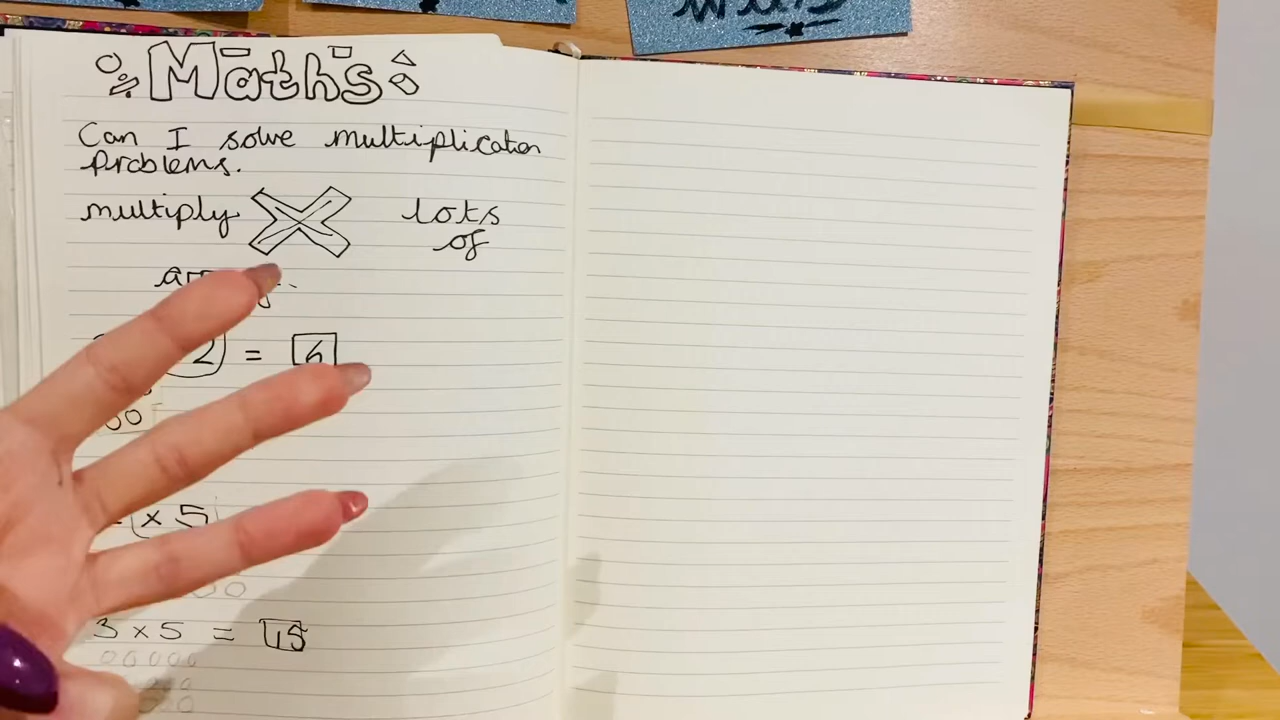 Maths
Can I solve multiplication
problems.
multiply × lots
of
2 = 6
× 5
3 × 5 = 15